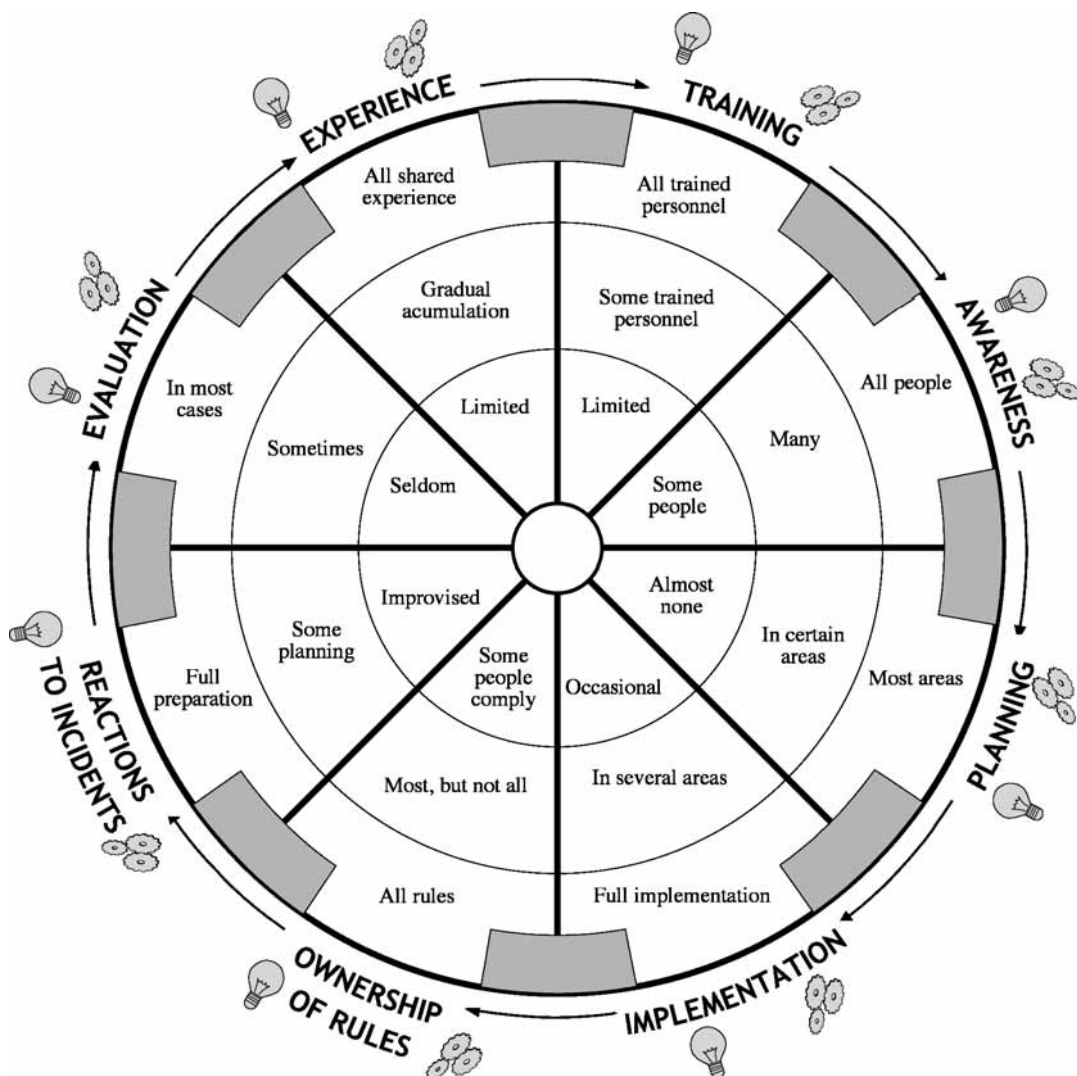 EXPERIENCE
TRAINING
AWARENESS
PLANNING
IMPLEMENTATION
OWNERSHIP
OF RULES
REACTIONS
TO INCIDENTS
EVALUATION
All shared
experience
Gradual
acumulation
Limited
All trained
personnel
Some trained
personnel
Limited
All people
Many
Some
people
Most areas
In certain
areas
Almost
none
Full implementation
In several areas
Occasional
All rules
Most, but not all
Some
people
comply
Full
preparation
Some
planning
Improvised
In most
cases
Sometimes
Seldom